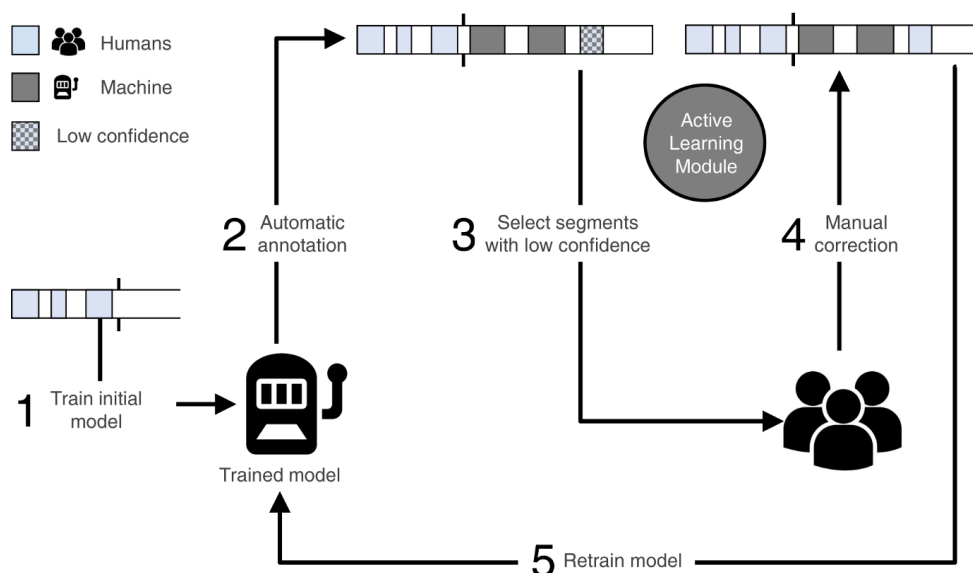 Humans
Machine
Low confidence
Active
Learning
Module
2 Automatic
annotation
3 Select segments
with low confidence
4 Manual
correction
1 Train initial
model
Trained model
5 Retrain model